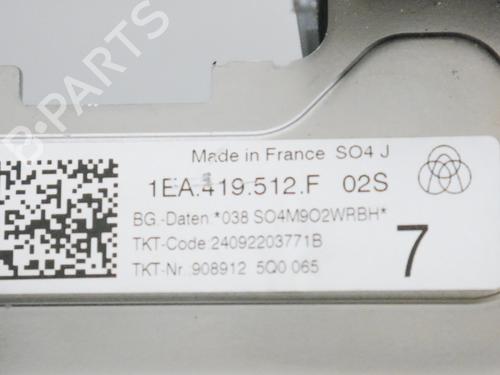 B-PARTS
Made in France SO4 J
1EA.419.512.F 02S
BG.-Daten *038 SO4M9O2WRBH*
TKT-Code:24092203771B
TKT-Nr. 908912 5Q0 065
7